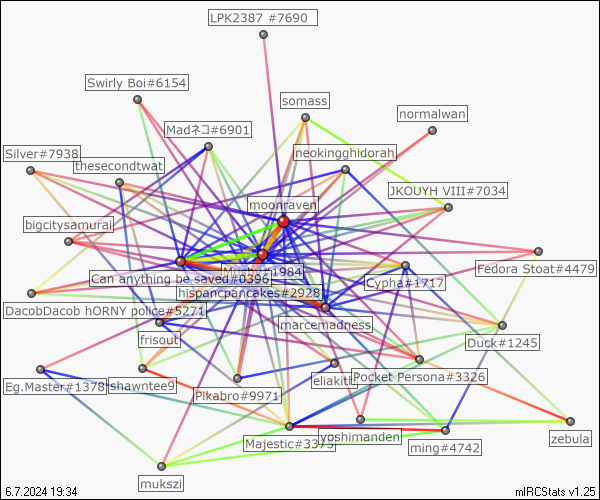 LPK2387 #7690
Swirly Boi#6154
somass
normalwan
Madネコ#6901
Silver#7938
thesecondtwat
neokingghidorah
JKOUYH VIII#7034
moonraven
bigcitysamurai
Mushy#1984
Can anything be saved#0396
Fedora Stoat#4479
Cypha#1717
hispanicpancakes#2928
DacobDacob hORNY police#5271
marcemadness
frisout
Duck#1245
Eg.Master#1378
shawntee9
Pikabro#9971
eliakitti
Pocket Persona#3326
Majestic#3375
yoshimanden
ming#4742
zebula
mukszi
6.7.2024 19:34
mIRCStats v1.25